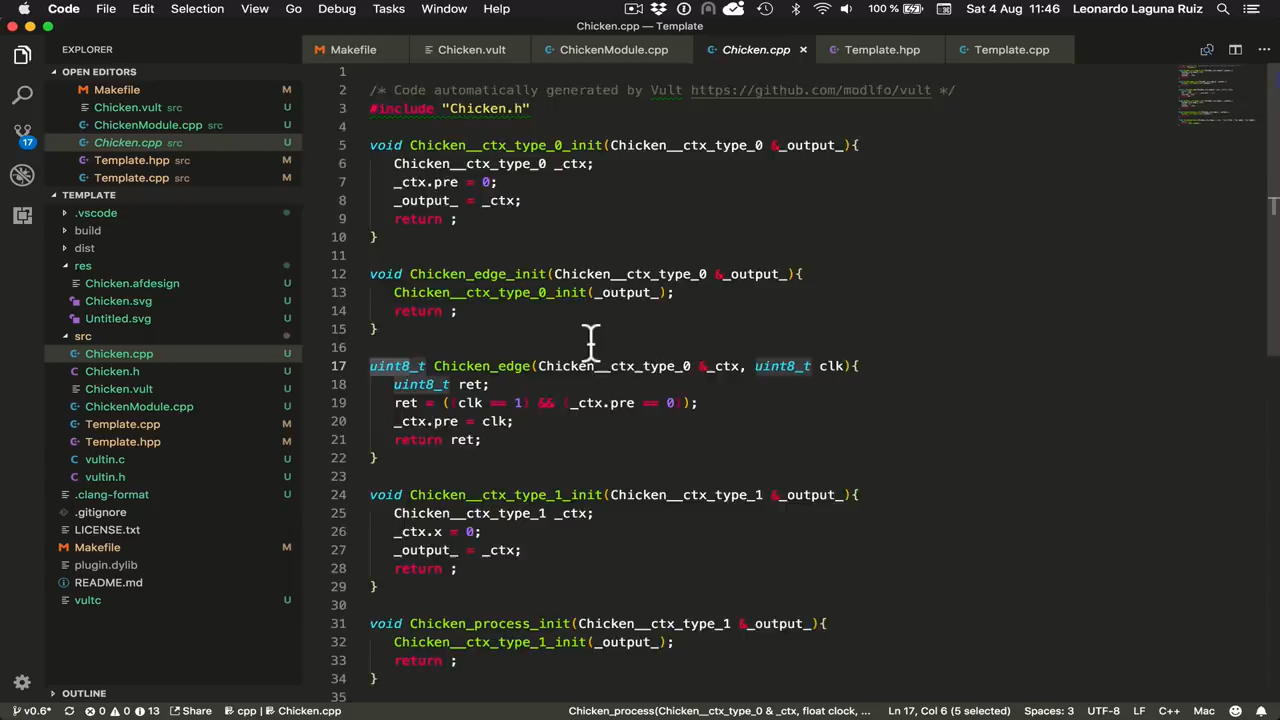 Code File Edit Selection View Go Debug Tasks Window Help 100 % Sat 4 Aug 11:46 Leonardo Laguna Ruiz
Chicken.cpp — Template
EXPLORER
Makefile Chicken.vult ChickenModule.cpp Chicken.cpp × Template.hpp Template.cpp
OPEN EDITORS
Makefile M
Chicken.vult src U
ChickenModule.cpp src U
Chicken.cpp src U
Template.hpp src M
Template.cpp src M
17
TEMPLATE
.vscode
build
dist
res
Chicken.afdesign U
Chicken.svg U
Untitled.svg U
src
Chicken.cpp U
Chicken.h U
Chicken.vult U
ChickenModule.cpp U
Template.cpp M
Template.hpp M
vultin.c U
vultin.h U
.clang-format U
.gitignore
LICENSE.txt
Makefile M
plugin.dylib
README.md
vultc U
OUTLINE
1
2 /* Code automatically generated by Vult https://github.com/modlfo/vult */
3 #include "Chicken.h"
4
5 void Chicken__ctx_type_0_init(Chicken__ctx_type_0 &_output_){
6 Chicken__ctx_type_0 _ctx;
7 _ctx.pre = 0;
8 _output_ = _ctx;
9 return ;
10 }
11
12 void Chicken_edge_init(Chicken__ctx_type_0 &_output_){
13 Chicken__ctx_type_0_init(_output_);
14 return ;
15 }
16
17 uint8_t Chicken_edge(Chicken__ctx_type_0 &_ctx, uint8_t clk){
18 uint8_t ret;
19 ret = ((clk == 1) && (_ctx.pre == 0));
20 _ctx.pre = clk;
21 return ret;
22 }
23
24 void Chicken__ctx_type_1_init(Chicken__ctx_type_1 &_output_){
25 Chicken__ctx_type_1 _ctx;
26 _ctx.x = 0;
27 _output_ = _ctx;
28 return ;
29 }
30
31 void Chicken_process_init(Chicken__ctx_type_1 &_output_){
32 Chicken__ctx_type_1_init(_output_);
33 return ;
34 }
35
v0.6* 0 0 13 Share cpp | Chicken.cpp Chicken_process(Chicken__ctx_type_0 & _ctx, float clock, ... Ln 17, Col 6 (5 selected) Spaces: 3 UTF-8 LF C++ Mac